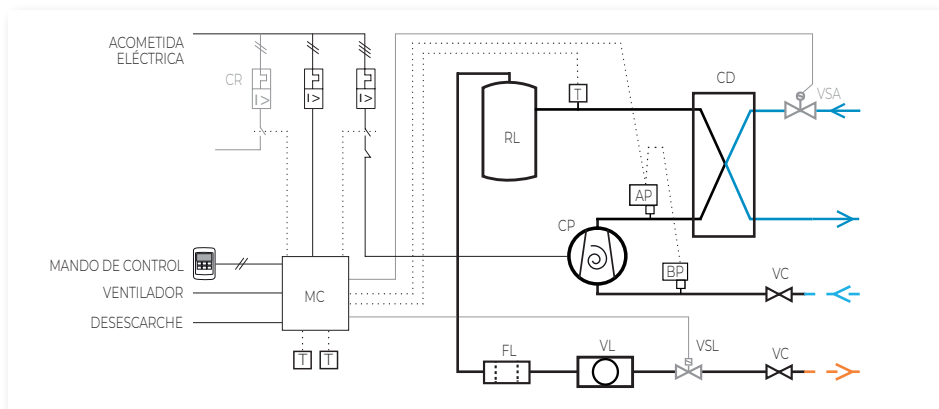 ACOMETIDA
ELÉCTRICA
CR
I>
I>
I>
CD
VSA
T
RL
AP
CP
BP
VC
MANDO DE CONTROL
VENTILADOR
MC
DESESCARCHE
T
T
FL
VL
VSL
VC